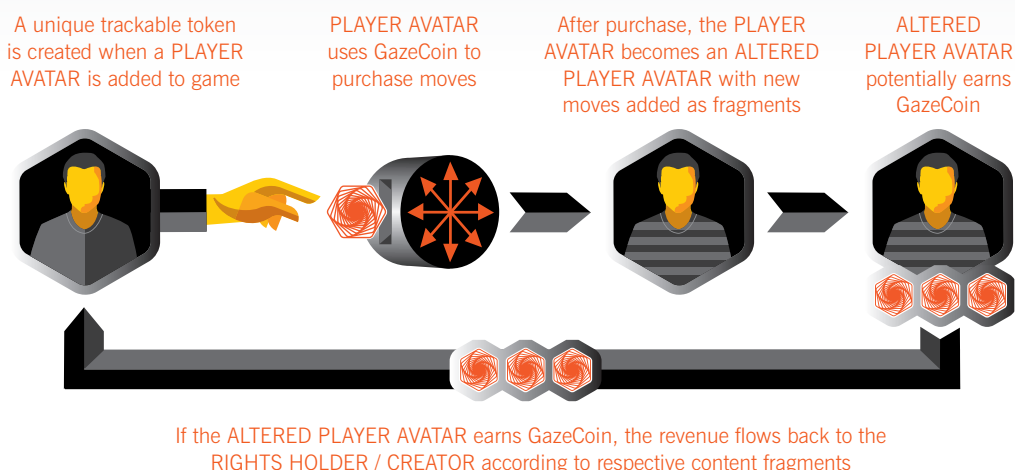 A unique trackable token
is created when a PLAYER
AVATAR is added to game
PLAYER AVATAR
uses GazeCoin to
purchase moves
After purchase, the PLAYER
AVATAR becomes an ALTERED
PLAYER AVATAR with new
moves added as fragments
ALTERED
PLAYER AVATAR
potentially earns
GazeCoin
If the ALTERED PLAYER AVATAR earns GazeCoin, the revenue flows back to the
RIGHTS HOLDER / CREATOR according to respective content fragments